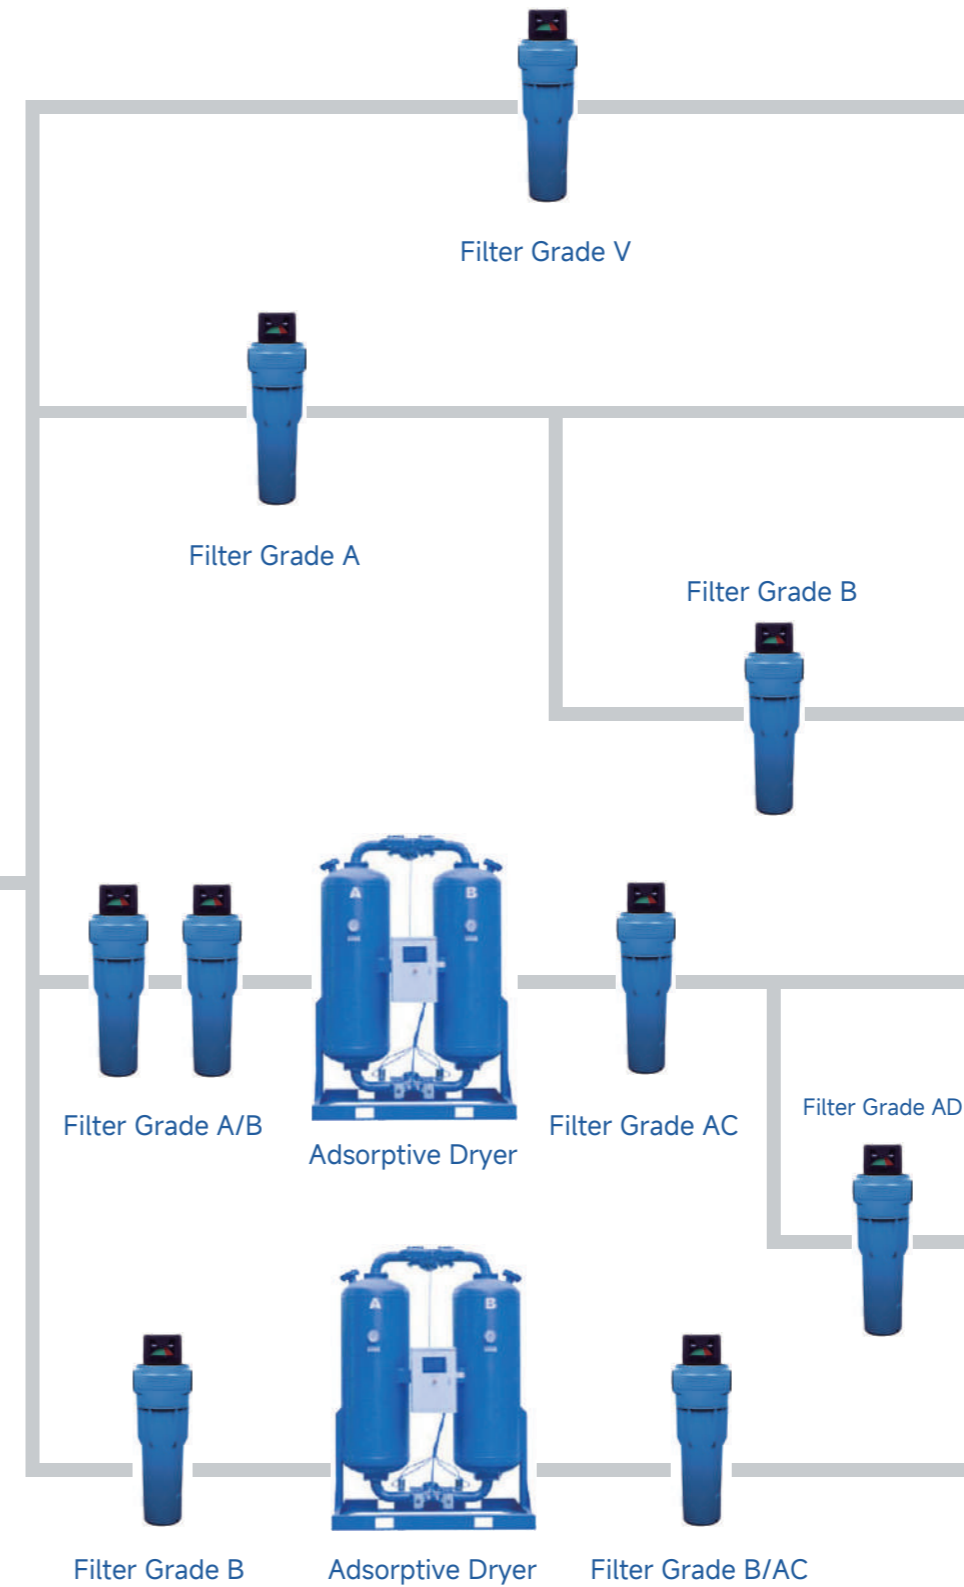 Filter Grade V
Filter Grade A
Filter Grade B
A B
Filter Grade A/B
Adsorptive Dryer
Filter Grade AC
Filter Grade AD
A B
Filter Grade B
Adsorptive Dryer
Filter Grade B/AC